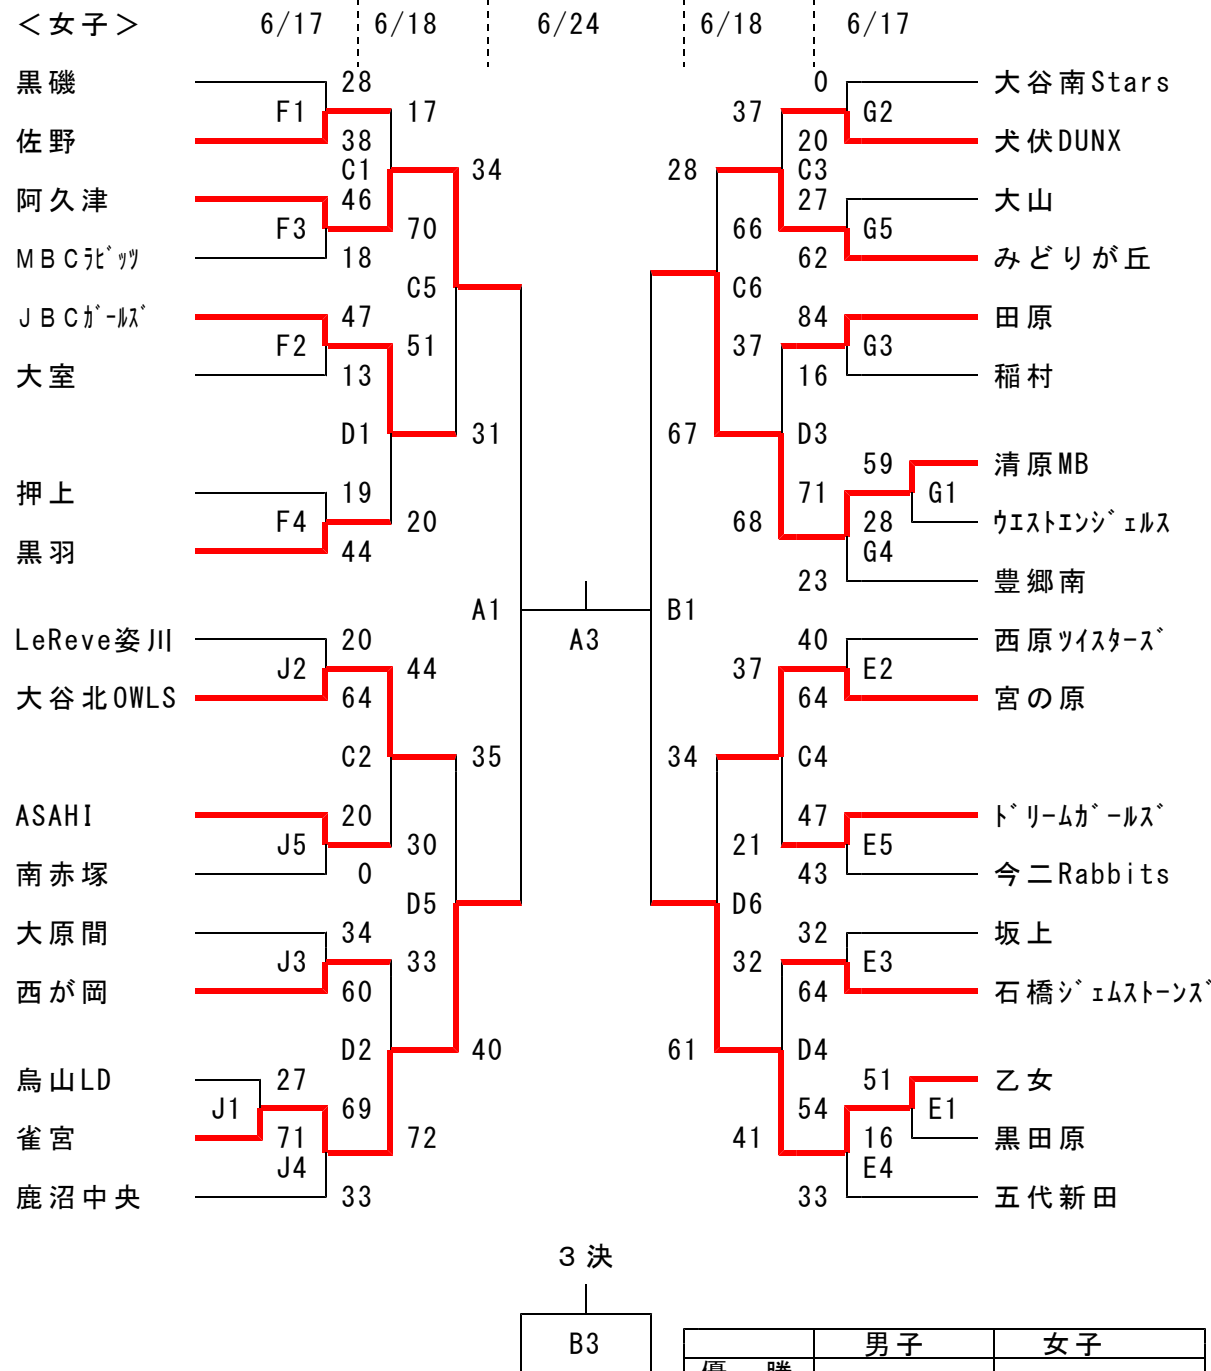 ＜女子＞ 6/17 6/18 6/24 6/18 6/17
黒磯 28 0 大谷南Stars
F1 17 37 G2
佐野 38 20 犬伏DUNX
C1 34 28 C3
阿久津 46 27 大山
F3 70 66 G5
ＭＢＣﾗﾋﾞｯﾂ 18 62 みどりが丘
C5 C6
ＪＢＣｶﾞｰﾙｽﾞ 47 84 田原
F2 51 37 G3
大室 13 16 稲村
D1 31 67 D3
59 清原MB
押上 19 71 G1
F4 20 68 28 ｳｴｽﾄｴﾝｼﾞｪﾙｽ
黒羽 44 G4
23 豊郷南
A1 B1
LeReve姿川 20 A3 40 西原ﾂｲｽﾀｰｽﾞ
J2 44 37 E2
大谷北OWLS 64 64 宮の原
C2 35 34 C4
ASAHI 20 47 ﾄﾞﾘｰﾑｶﾞｰﾙｽﾞ
J5 30 21 E5
南赤塚 0 43 今二Rabbits
D5 D6
大原間 34 32 坂上
J3 33 32 E3
西が岡 60 64 石橋ｼﾞｪﾑｽﾄｰﾝｽﾞ
D2 40 61 D4
烏山LD 27 51 乙女
J1 69 54 E1
雀宮 71 72 41 16 黒田原
J4 E4
鹿沼中央 33 33 五代新田
３決
B3 男子 女子
優 勝